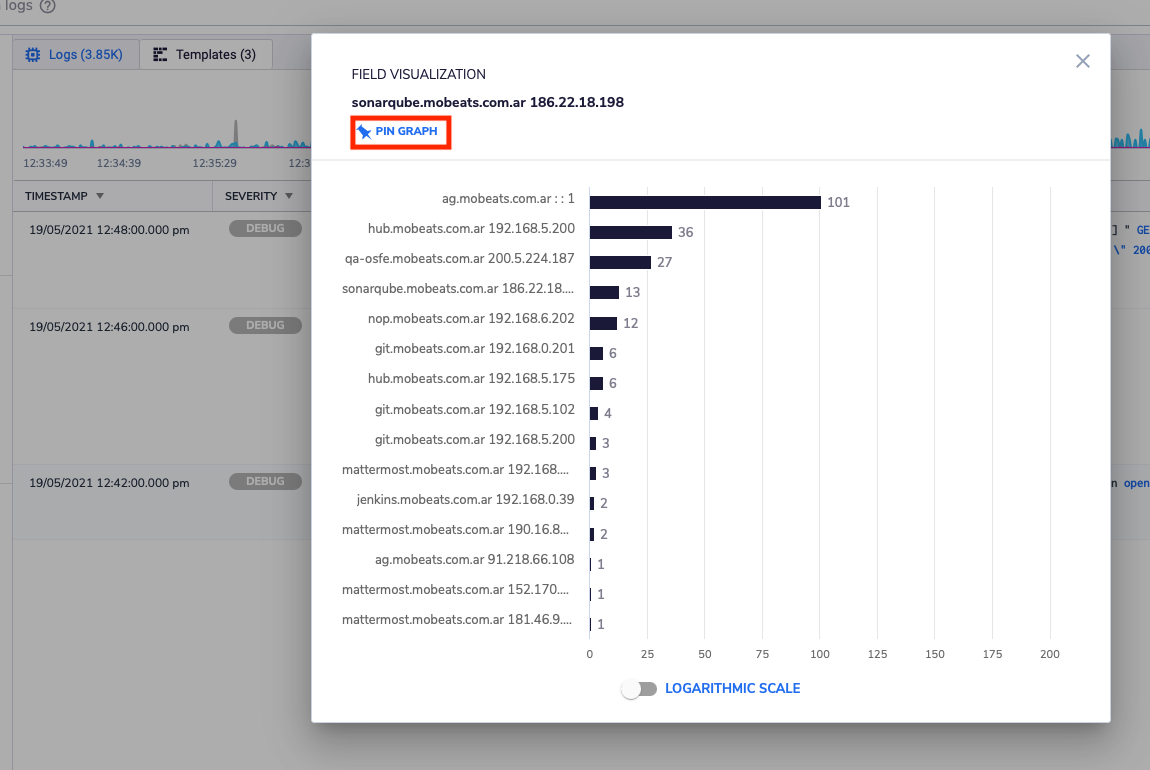 logs ?
Logs (3.85K)
Templates (3)
12:33:49 12:34:39 12:35:29 12:3
TIMESTAMP SEVERITY
19/05/2021 12:48:00.000 pm DEBUG
] " GE
\" 200
19/05/2021 12:46:00.000 pm DEBUG
19/05/2021 12:42:00.000 pm DEBUG
n open
FIELD VISUALIZATION
sonarqube.mobeats.com.ar 186.22.18.198
PIN GRAPH
ag.mobeats.com.ar : : 1 101
hub.mobeats.com.ar 192.168.5.200 36
qa-osfe.mobeats.com.ar 200.5.224.187 27
sonarqube.mobeats.com.ar 186.22.18.... 13
nop.mobeats.com.ar 192.168.6.202 12
git.mobeats.com.ar 192.168.0.201 6
hub.mobeats.com.ar 192.168.5.175 6
git.mobeats.com.ar 192.168.5.102 4
git.mobeats.com.ar 192.168.5.200 3
mattermost.mobeats.com.ar 192.168.... 3
jenkins.mobeats.com.ar 192.168.0.39 2
mattermost.mobeats.com.ar 190.16.8... 2
ag.mobeats.com.ar 91.218.66.108 1
mattermost.mobeats.com.ar 152.170.... 1
mattermost.mobeats.com.ar 181.46.9.... 1
0 25 50 75 100 125 150 175 200
LOGARITHMIC SCALE